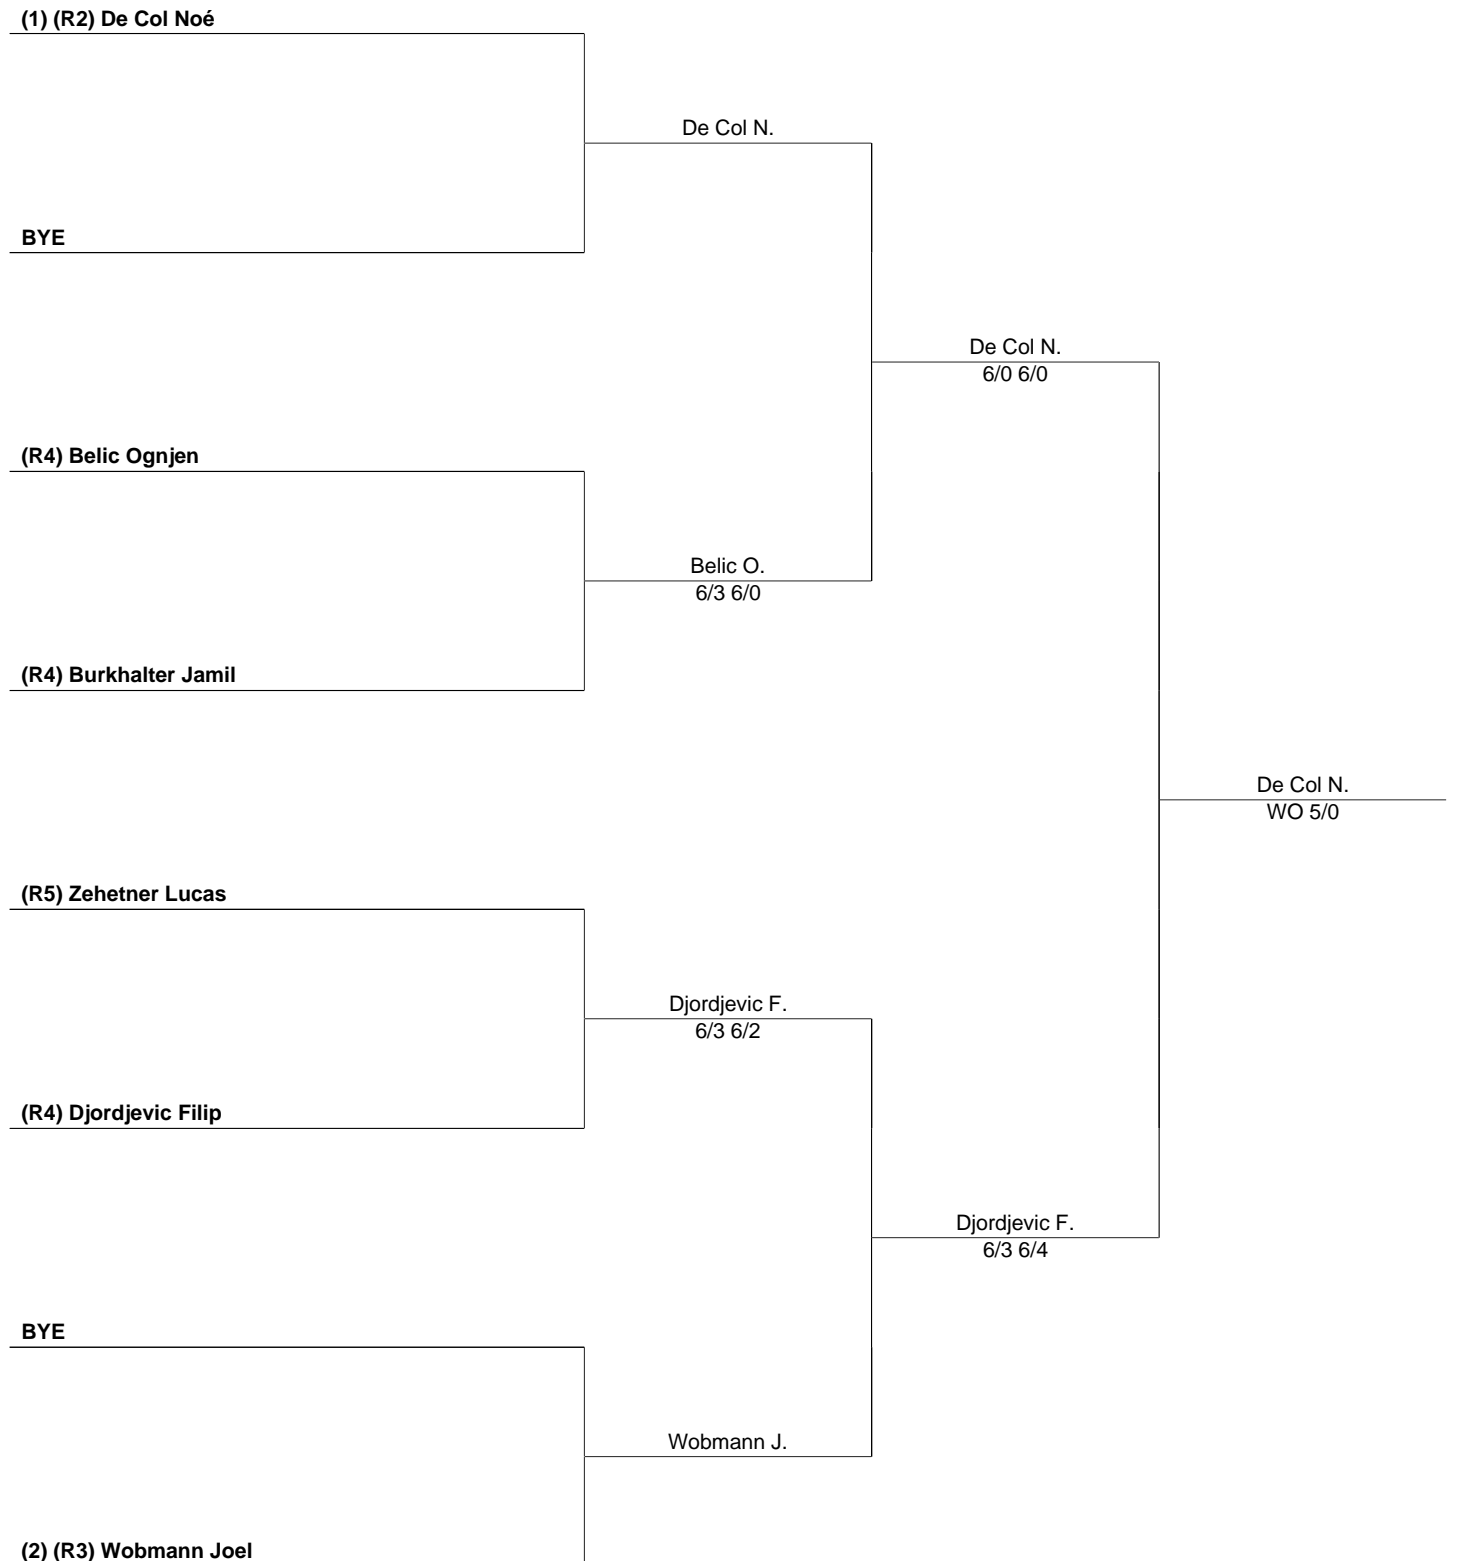 (1) (R2) De Col Noé
De Col N.
BYE
De Col N.
6/0 6/0
(R4) Belic Ognjen
Belic O.
6/3 6/0
(R4) Burkhalter Jamil
De Col N.
WO 5/0
(R5) Zehetner Lucas
Djordjevic F.
6/3 6/2
(R4) Djordjevic Filip
Djordjevic F.
6/3 6/4
BYE
Wobmann J.
(2) (R3) Wobmann Joel